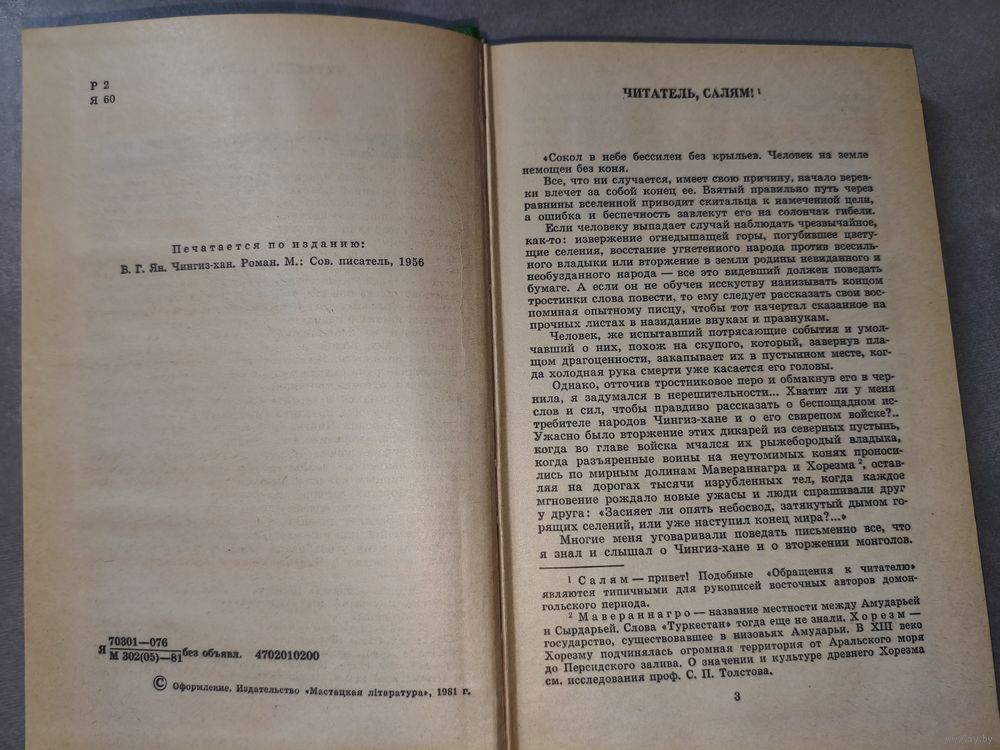 Р 2
Я 60
Печатается по изданию:
В. Г. Ян. Чингиз-хан. Роман. М.: Сов. писатель, 1956
Я 70301—076
М 302(05)—81 без объявл. 4702010200
© Оформление. Издательство «Мастацкая літаратура», 1981 г.
ЧИТАТЕЛЬ, САЛЯМ! 1
«Сокол в небе бессилен без крыльев. Человек на земле
немощен без коня.
Все, что ни случается, имеет свою причину, начало верев-
ки влечет за собой конец ее. Взятый правильно путь через
равнины вселенной приводит скитальца к намеченной цели,
а ошибка и беспечность завлекут его на солончак гибели.
Если человеку выпадает случай наблюдать чрезвычайное,
как-то: извержение огнедышащей горы, погубившее цвету-
щие селения, восстание угнетенного народа против всесиль-
ного владыки или вторжение в земли родины невиданного и
необузданного народа — все это видевший должен поведать
бумаге. А если он не обучен исскуству нанизывать концом
тростинки слова повести, то ему следует рассказать свои вос-
поминая опытному писцу, чтобы тот начертал сказанное на
прочных листах в назидание внукам и правнукам.
Человек, же испытавший потрясающие события и умол-
чавший о них, похож на скупого, который, завернув пла-
щом драгоценности, закапывает их в пустынном месте, ког-
да холодная рука смерти уже касается его головы.
Однако, отточив тростниковое перо и обмакнув его в чер-
нила, я задумался в нерешительности... Хватит ли у меня
слов и сил, чтобы правдиво рассказать о беспощадном ис-
требителе народов Чингиз-хане и о его свирепом войске?..
Ужасно было вторжение этих дикарей из северных пустынь,
когда во главе войска мчался их рыжебородый владыка,
когда разъяренные воины на неутомимых конях проноси-
лись по мирным долинам Мавераннагра и Хорезма 2, остав-
ляя на дорогах тысячи изрубленных тел, когда каждое
мгновение рождало новые ужасы и люди спрашивали друг
у друга: «Засияет ли опять небосвод, затянутый дымом го-
рящих селений, или уже наступил конец мира?...»
Многие меня уговаривали поведать письменно все, что
я знал и слышал о Чингиз-хане и о вторжении монголов.
1 Салям — привет! Подобные «Обращения к читателю»
являются типичными для рукописей восточных авторов домон-
гольского периода.
2 Мавераннагро — название местности между Амударьей
и Сырдарьей. Слова «Туркестан» тогда еще не знали. Хорезм —
государство, существовавшее в низовьях Амударьи. В XIII веке
Хорезму подчинялась огромная территория от Аральского моря
до Персидского залива. О значении и культуре древнего Хорезма
см. исследования проф. С. П. Толстова.
3
www.ay.by